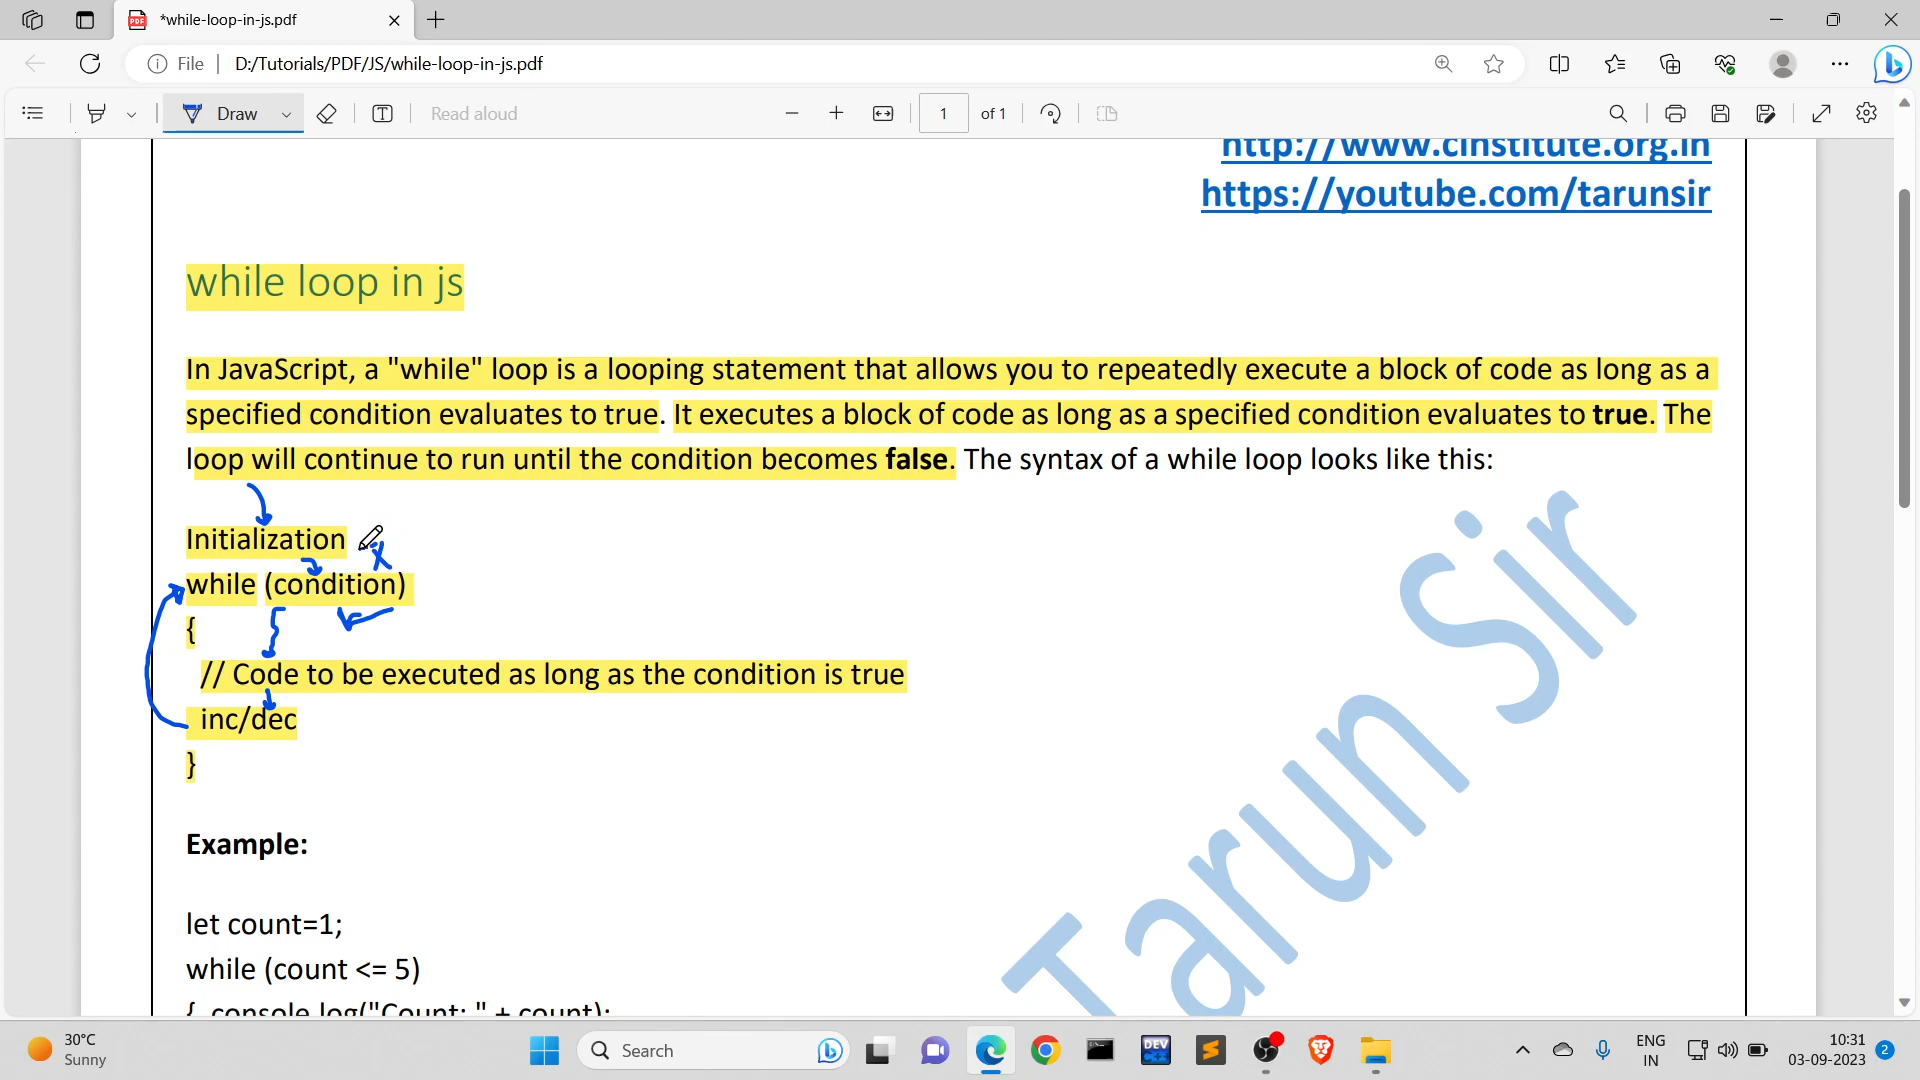 *while-loop-in-js.pdf
File
D:/Tutorials/PDF/JS/while-loop-in-js.pdf
Draw
Read aloud
1
of 1
http://www.cinstitute.org.in
https://youtube.com/tarunsir
while loop in js
In JavaScript, a "while" loop is a looping statement that allows you to repeatedly execute a block of code as long as a
specified condition evaluates to true. It executes a block of code as long as a specified condition evaluates to true. The
loop will continue to run until the condition becomes false. The syntax of a while loop looks like this:
Initialization
while (condition)
{
// Code to be executed as long as the condition is true
inc/dec
}
Tarun Sir
Example:
let count=1;
while (count <= 5)
{ console.log("Count: " + count);
30°C
Sunny
Search
DEV
ENG
IN
10:31
03-09-2023
2